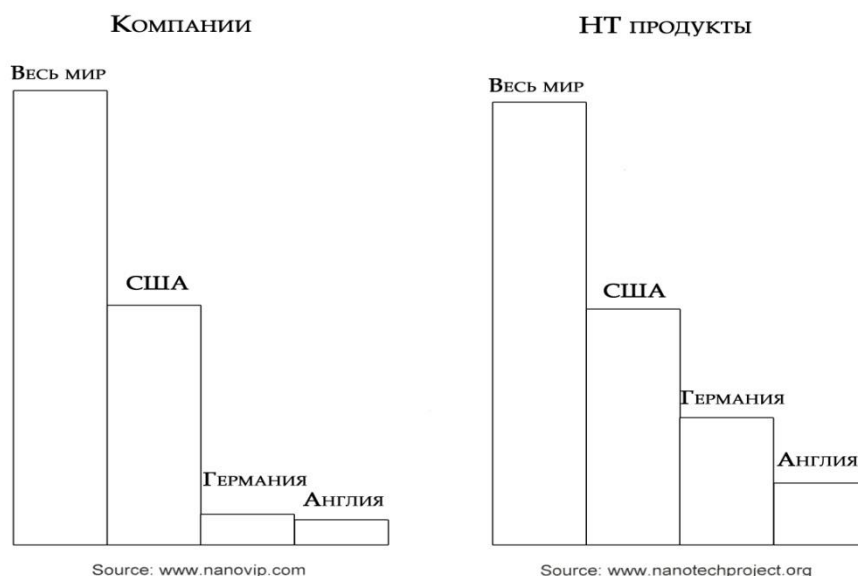 Компании
Весь мир
США
Германия
Англия
Source: www.nanovip.com
НТ продукты
Весь мир
США
Германия
Англия
Source: www.nanotechproject.org